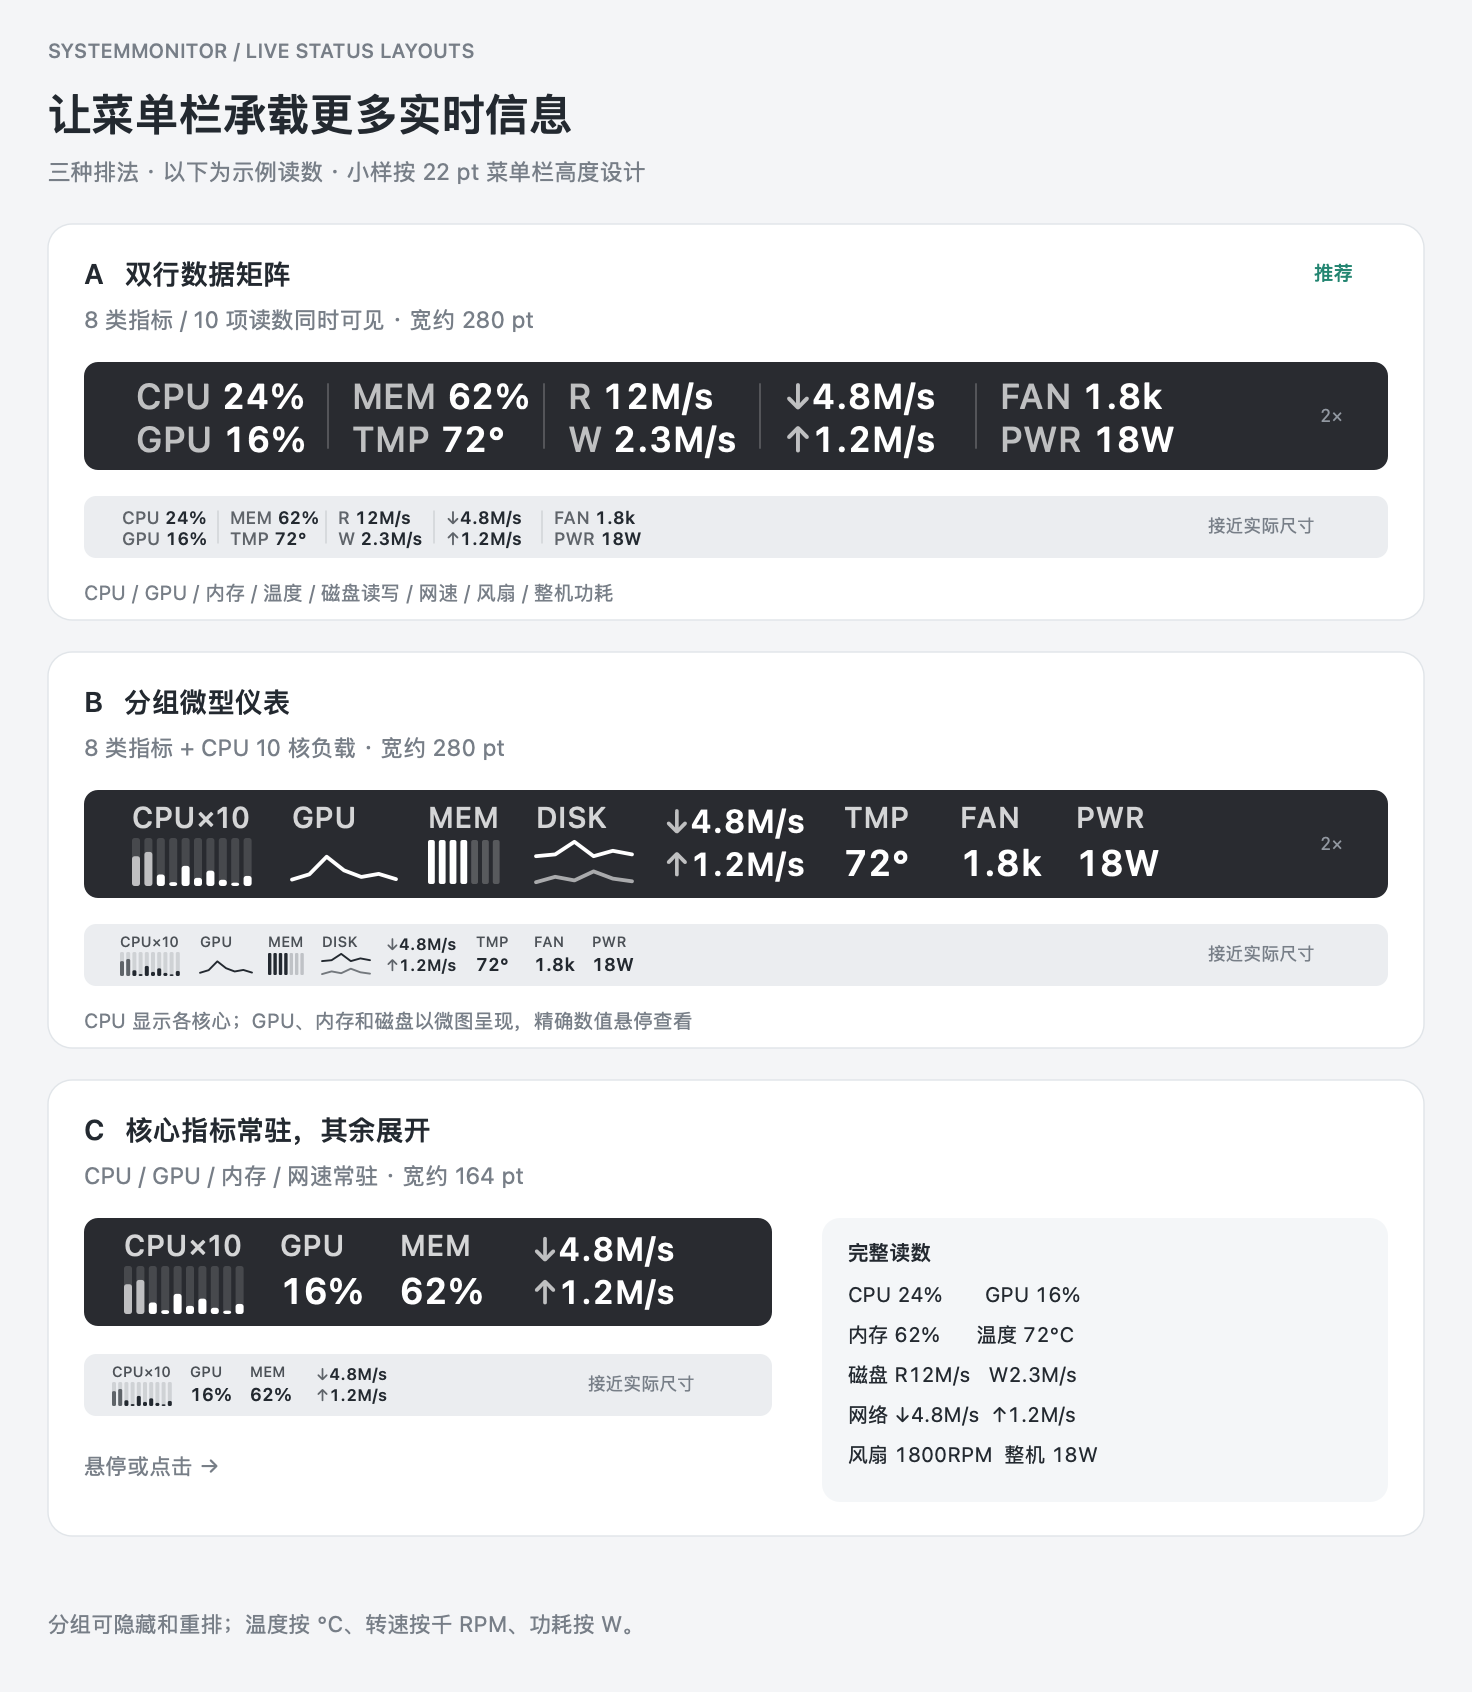 SYSTEMMONITOR / LIVE STATUS LAYOUTS
让菜单栏承载更多实时信息
三种排法 · 以下为示例读数 · 小样按 22 pt 菜单栏高度设计
A 双行数据矩阵
推荐
8 类指标 / 10 项读数同时可见 · 宽约 280 pt
CPU 24% MEM 62% R 12M/s ↓4.8M/s FAN 1.8k
GPU 16% TMP 72° W 2.3M/s ↑1.2M/s PWR 18W
2×
CPU 24% MEM 62% R 12M/s ↓4.8M/s FAN 1.8k
GPU 16% TMP 72° W 2.3M/s ↑1.2M/s PWR 18W
接近实际尺寸
CPU / GPU / 内存 / 温度 / 磁盘读写 / 网速 / 风扇 / 整机功耗
B 分组微型仪表
8 类指标 + CPU 10 核负载 · 宽约 280 pt
CPU×10 GPU MEM DISK ↓4.8M/s TMP FAN PWR
↑1.2M/s 72° 1.8k 18W
2×
CPU×10 GPU MEM DISK ↓4.8M/s TMP FAN PWR
↑1.2M/s 72° 1.8k 18W
接近实际尺寸
CPU 显示各核心；GPU、内存和磁盘以微图呈现，精确数值悬停查看
C 核心指标常驻，其余展开
CPU / GPU / 内存 / 网速常驻 · 宽约 164 pt
CPU×10 GPU MEM ↓4.8M/s
16% 62% ↑1.2M/s
CPU×10 GPU MEM ↓4.8M/s
16% 62% ↑1.2M/s
接近实际尺寸
悬停或点击 →
完整读数
CPU 24% GPU 16%
内存 62% 温度 72°C
磁盘 R12M/s W2.3M/s
网络 ↓4.8M/s ↑1.2M/s
风扇 1800RPM 整机 18W
分组可隐藏和重排；温度按 °C、转速按千 RPM、功耗按 W。